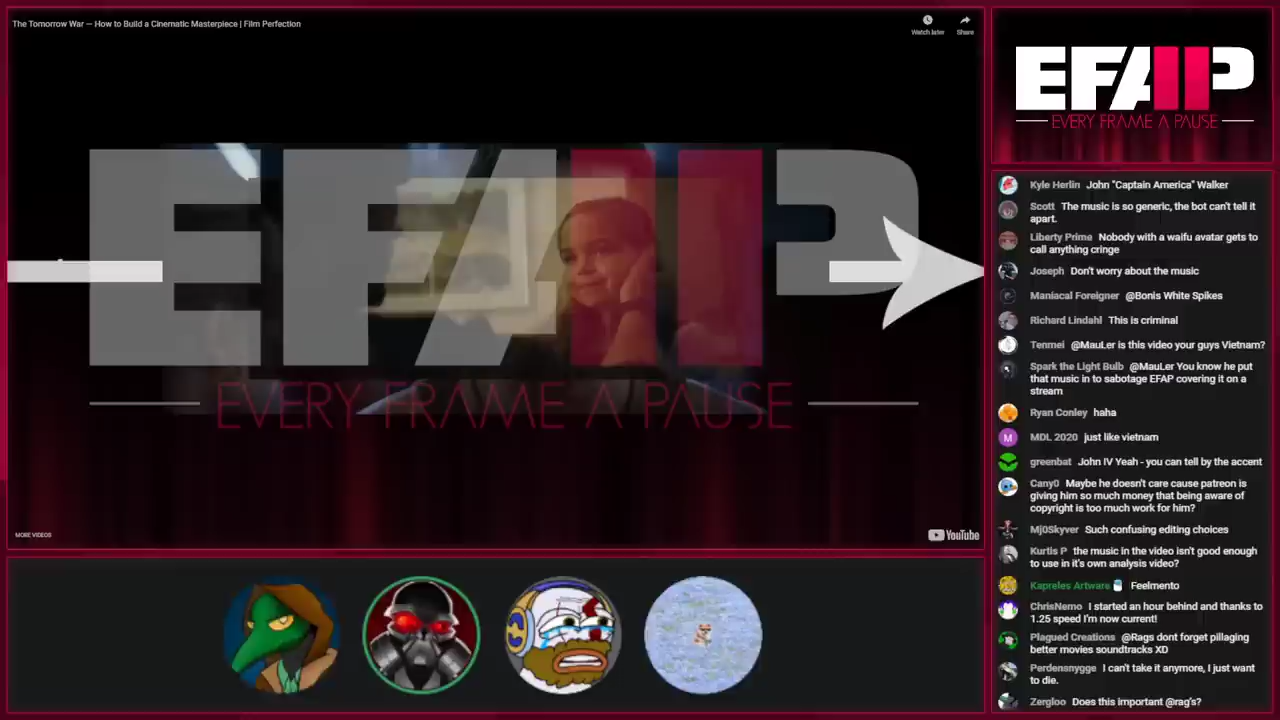 The Tomorrow War — How to Build a Cinematic Masterpiece | Film Perfection
Watch later
Share
EFAP
EVERY FRAME A PAUSE
MORE VIDEOS
YouTube
EFAP
EVERY FRAME A PAUSE
Kyle Herlin John "Captain America" Walker
Scott The music is so generic, the bot can't tell it
apart.
Liberty Prime Nobody with a waifu avatar gets to
call anything cringe
Joseph Don't worry about the music
Maniacal Foreigner @Bonis White Spikes
Richard Lindahl This is criminal
Tenmei @MauLer is this video your guys Vietnam?
Spark the Light Bulb @MauLer You know he put
that music in to sabotage EFAP covering it on a
stream
Ryan Conley haha
M
MDL 2020 just like vietnam
greenbat John IV Yeah - you can tell by the accent
Cany0 Maybe he doesn't care cause patreon is
giving him so much money that being aware of
copyright is too much work for him?
Mj0Skyver Such confusing editing choices
Kurtis P the music in the video isn't good enough
to use in it's own analysis video?
Kapreles Artware Feelmento
ChrisNemo I started an hour behind and thanks to
1.25 speed I'm now current!
Plagued Creations @Rags dont forget pillaging
better movies soundtracks XD
Perdensnygge I can't take it anymore, I just want
to die.
Zergloo Does this important @rag's?